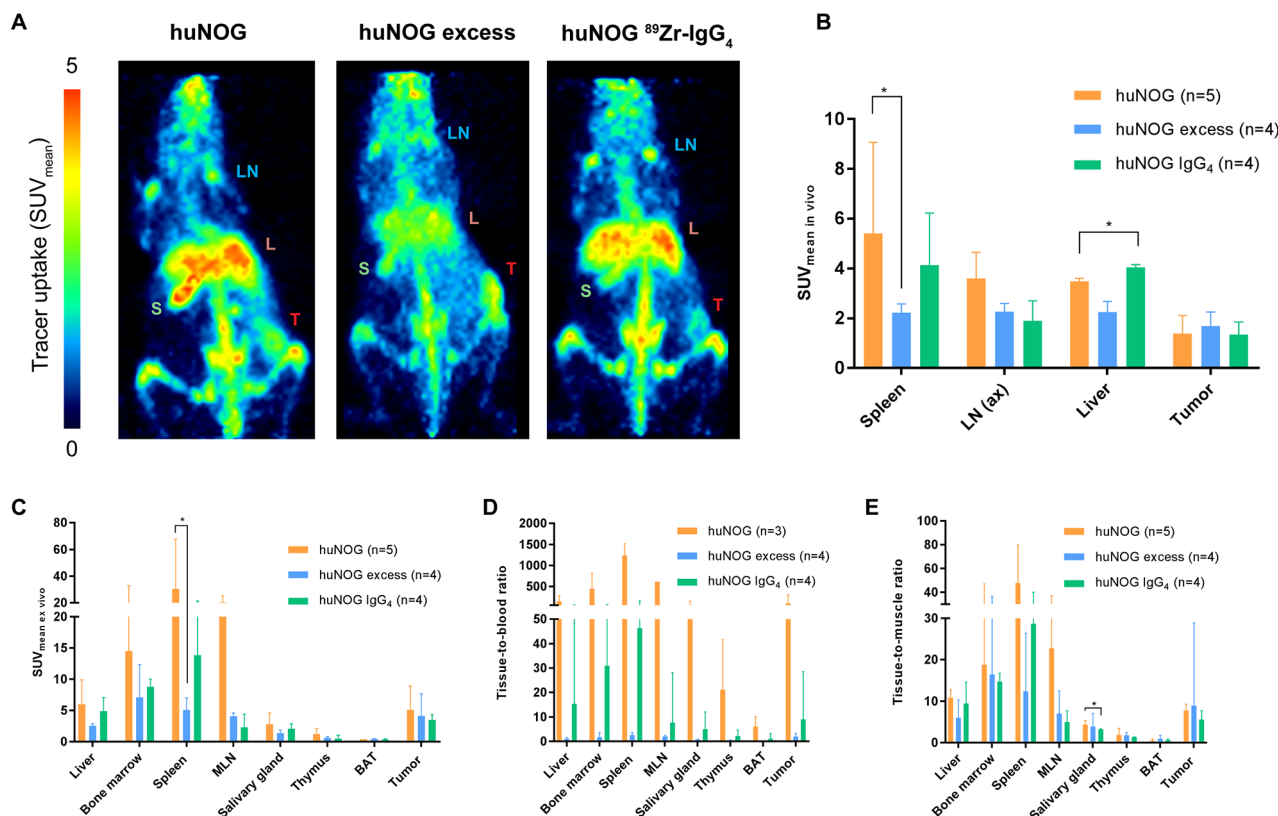 A
huNOG
huNOG excess
huNOG ⁸⁹Zr-IgG₄
5
Tracer uptake (SUVmean)
0
LN
L
S
T
LN
L
S
T
LN
L
S
T
B
SUVmean in vivo
10
8
6
4
2
0
*
*
huNOG (n=5)
huNOG excess (n=4)
huNOG IgG₄ (n=4)
Spleen
LN (ax)
Liver
Tumor
C
SUVmean ex vivo
80
60
40
20
20
15
10
5
0
*
huNOG (n=5)
huNOG excess (n=4)
huNOG IgG₄ (n=4)
Liver
Bone marrow
Spleen
MLN
Salivary gland
Thymus
BAT
Tumor
D
Tissue-to-blood ratio
2000
1500
1000
500
50
40
30
20
10
0
huNOG (n=3)
huNOG excess (n=4)
huNOG IgG₄ (n=4)
Liver
Bone marrow
Spleen
MLN
Salivary gland
Thymus
BAT
Tumor
E
Tissue-to-muscle ratio
100
80
60
40
30
20
10
0
*
huNOG (n=5)
huNOG excess (n=4)
huNOG IgG₄ (n=4)
Liver
Bone marrow
Spleen
MLN
Salivary gland
Thymus
BAT
Tumor